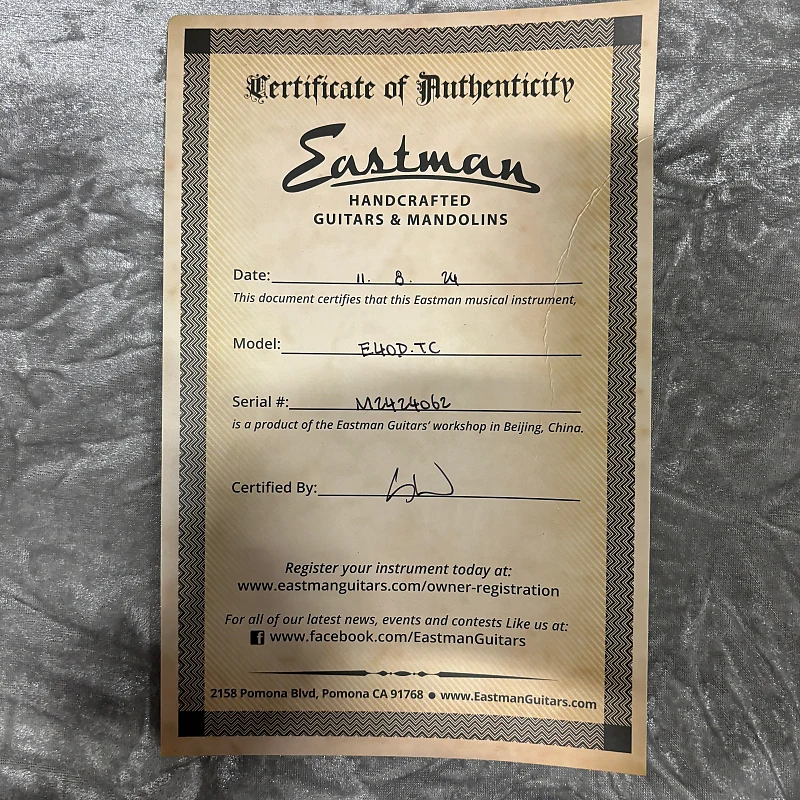 Certificate of Authenticity
Eastman
HANDCRAFTED
GUITARS & MANDOLINS
Date: 11. 8. 24
This document certifies that this Eastman musical instrument,
Model: E40D-TC
Serial #: M2424062
is a product of the Eastman Guitars' workshop in Beijing, China.
Certified By:
Register your instrument today at:
www.eastmanguitars.com/owner-registration
For all of our latest news, events and contests Like us at:
f www.facebook.com/EastmanGuitars
2158 Pomona Blvd, Pomona CA 91768 ● www.EastmanGuitars.com